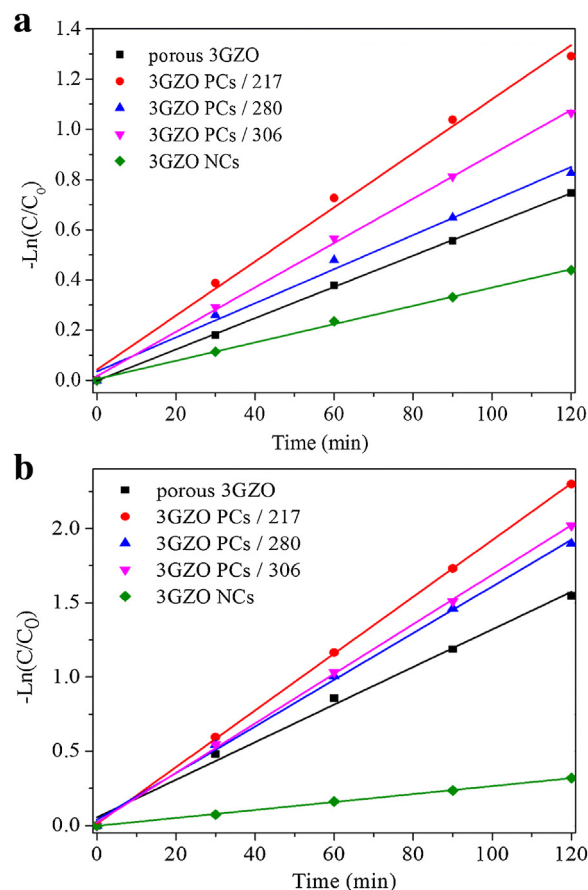 a
1.4
1.2
1.0
0.8
0.6
0.4
0.2
0.0
-Ln(C/C0)
porous 3GZO
3GZO PCs / 217
3GZO PCs / 280
3GZO PCs / 306
3GZO NCs
0 20 40 60 80 100 120
Time (min)
b
2.0
1.5
1.0
0.5
0.0
-Ln(C/C0)
porous 3GZO
3GZO PCs / 217
3GZO PCs / 280
3GZO PCs / 306
3GZO NCs
0 20 40 60 80 100 120
Time (min)